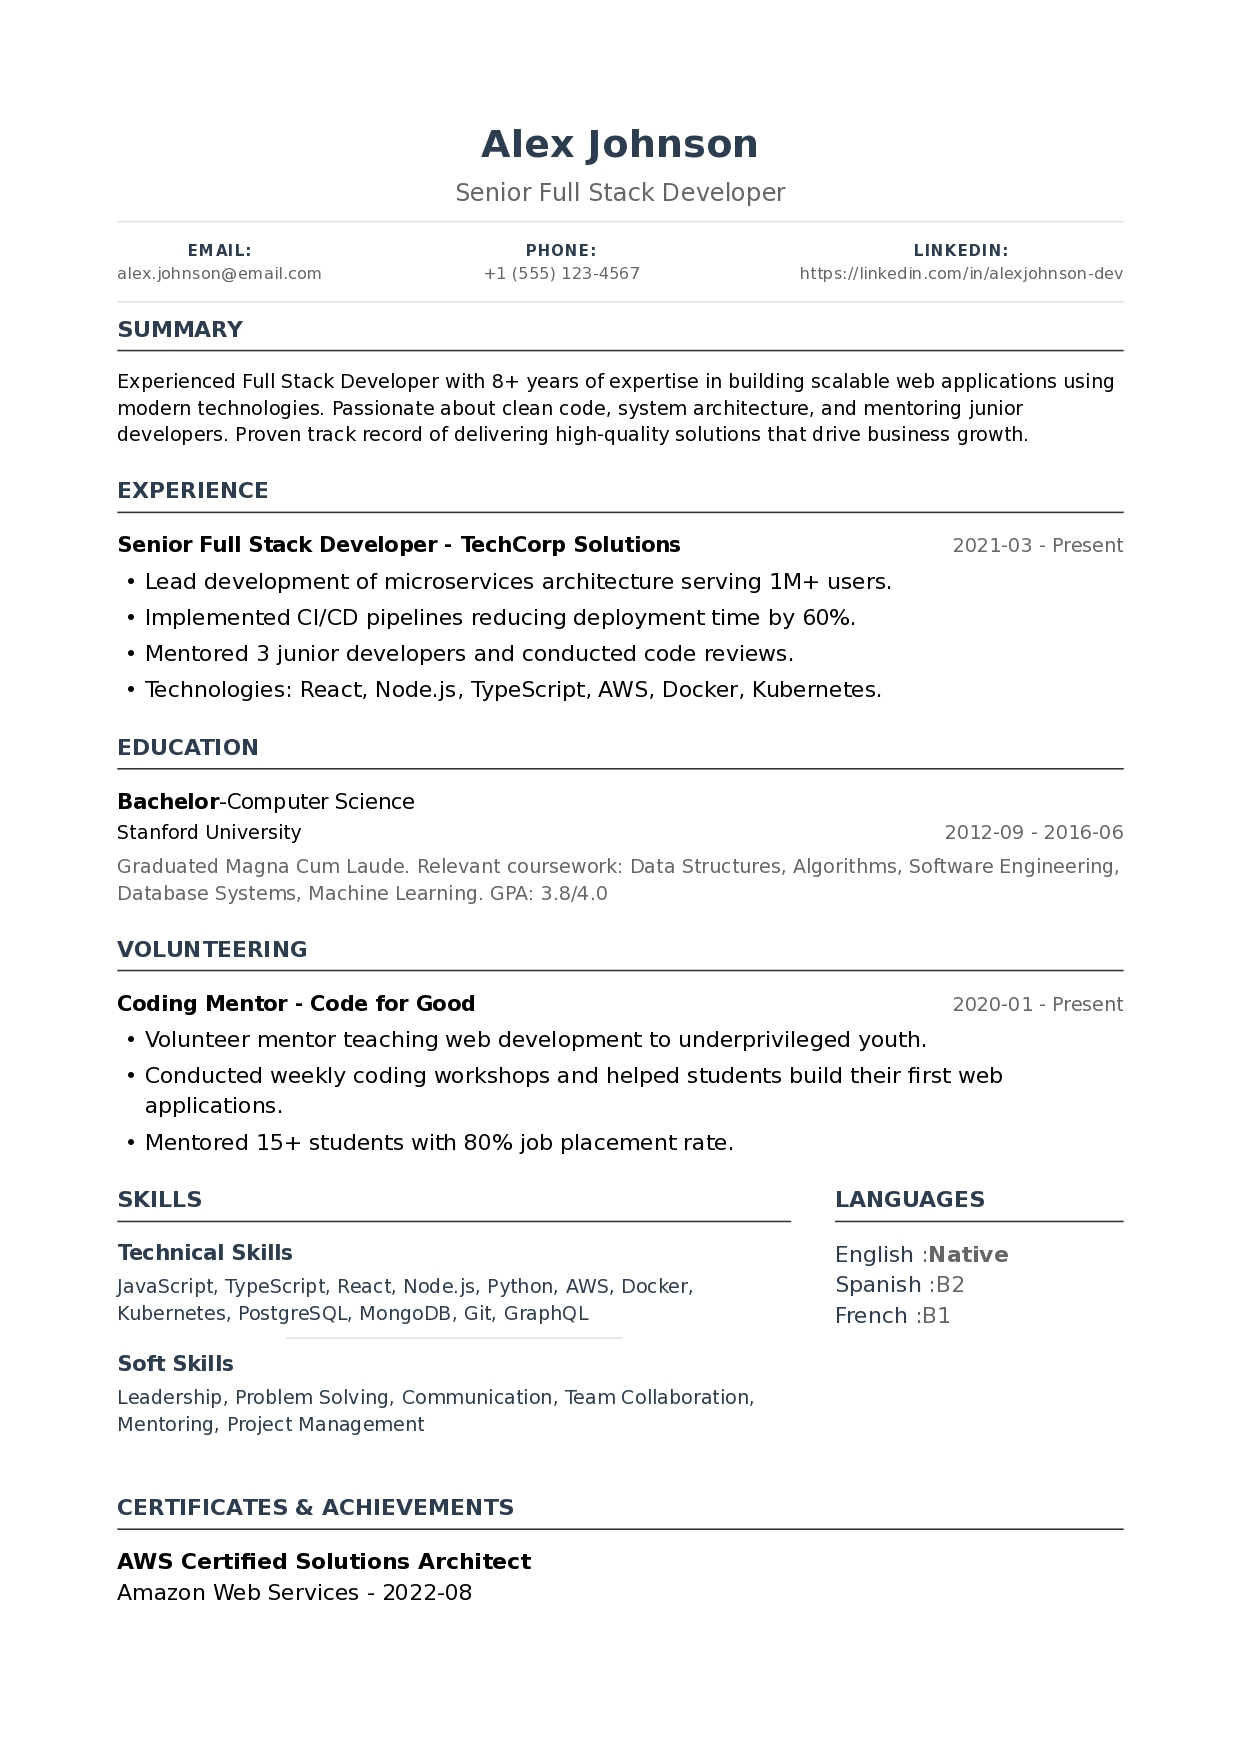 Alex Johnson
Senior Full Stack Developer
EMAIL: PHONE: LINKEDIN:
alex.johnson@email.com +1 (555) 123-4567 https://linkedin.com/in/alexjohnson-dev
SUMMARY
Experienced Full Stack Developer with 8+ years of expertise in building scalable web applications using
modern technologies. Passionate about clean code, system architecture, and mentoring junior
developers. Proven track record of delivering high-quality solutions that drive business growth.
EXPERIENCE
Senior Full Stack Developer - TechCorp Solutions 2021-03 - Present
• Lead development of microservices architecture serving 1M+ users.
• Implemented CI/CD pipelines reducing deployment time by 60%.
• Mentored 3 junior developers and conducted code reviews.
• Technologies: React, Node.js, TypeScript, AWS, Docker, Kubernetes.
EDUCATION
Bachelor-Computer Science
Stanford University 2012-09 - 2016-06
Graduated Magna Cum Laude. Relevant coursework: Data Structures, Algorithms, Software Engineering,
Database Systems, Machine Learning. GPA: 3.8/4.0
VOLUNTEERING
Coding Mentor - Code for Good 2020-01 - Present
• Volunteer mentor teaching web development to underprivileged youth.
• Conducted weekly coding workshops and helped students build their first web
applications.
• Mentored 15+ students with 80% job placement rate.
SKILLS
Technical Skills
JavaScript, TypeScript, React, Node.js, Python, AWS, Docker,
Kubernetes, PostgreSQL, MongoDB, Git, GraphQL
Soft Skills
Leadership, Problem Solving, Communication, Team Collaboration,
Mentoring, Project Management
LANGUAGES
English :Native
Spanish :B2
French :B1
CERTIFICATES & ACHIEVEMENTS
AWS Certified Solutions Architect
Amazon Web Services - 2022-08